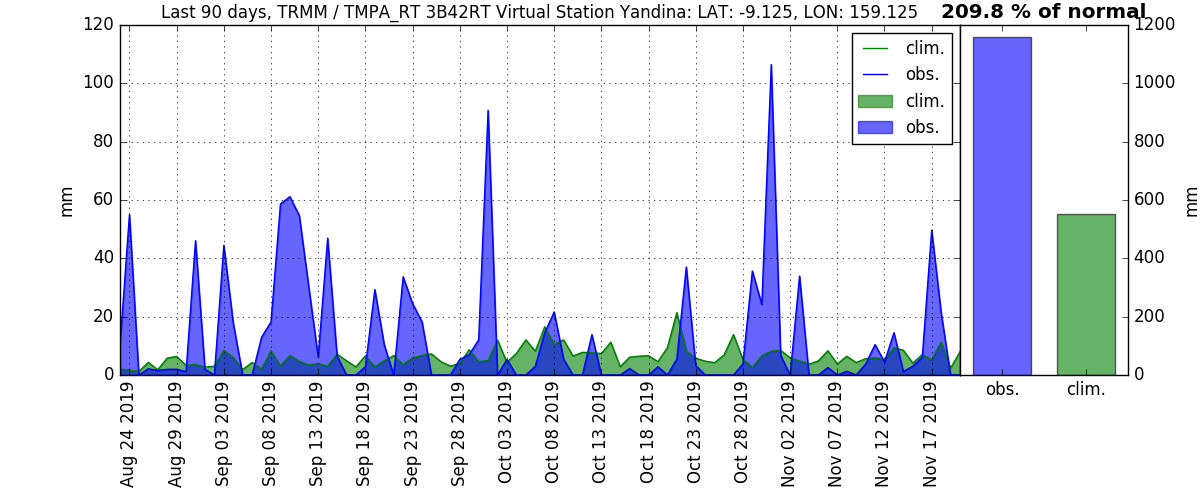 Last 90 days, TRMM / TMPA_RT 3B42RT Virtual Station Yandina: LAT: -9.125, LON: 159.125
209.8 % of normal
120
100
80
60
40
20
0
mm
clim.
obs.
clim.
obs.
1200
1000
800
600
400
200
0
mm
obs.
clim.
Aug 24 2019
Aug 29 2019
Sep 03 2019
Sep 08 2019
Sep 13 2019
Sep 18 2019
Sep 23 2019
Sep 28 2019
Oct 03 2019
Oct 08 2019
Oct 13 2019
Oct 18 2019
Oct 23 2019
Oct 28 2019
Nov 02 2019
Nov 07 2019
Nov 12 2019
Nov 17 2019